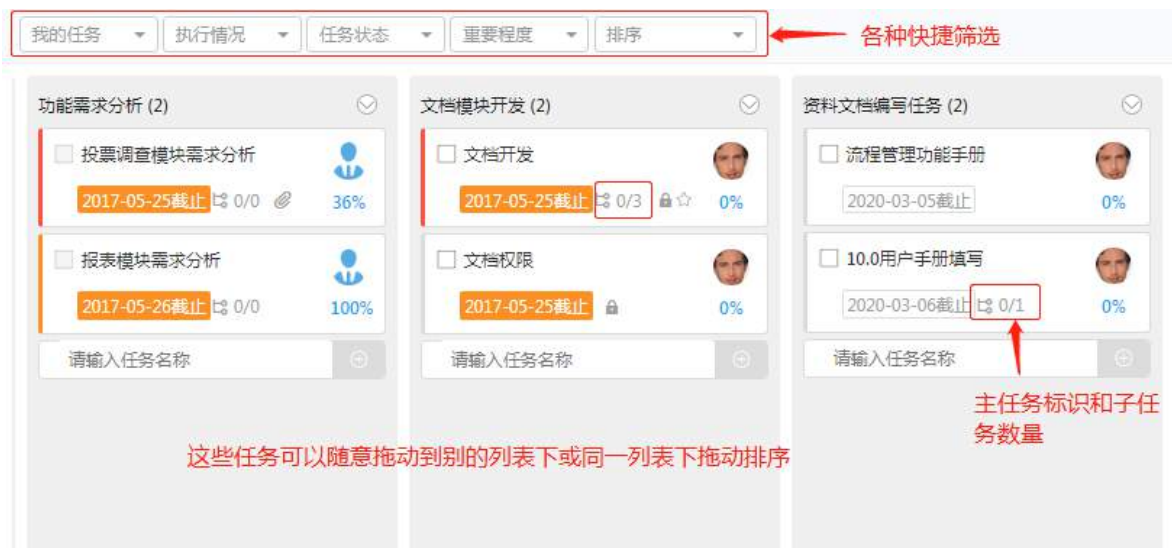 我的任务 执行情况 任务状态 重要程度 排序 各种快捷筛选
功能需求分析 (2)
投票调查模块需求分析
2017-05-25截止 0/0 36%
报表模块需求分析
2017-05-26截止 0/0 100%
请输入任务名称
文档模块开发 (2)
文档开发
2017-05-25截止 0/3 0%
文档权限
2017-05-25截止 0%
请输入任务名称
资料文档编写任务 (2)
流程管理功能手册
2020-03-05截止 0%
10.0用户手册填写
2020-03-06截止 0/1 0%
请输入任务名称
主任务标识和子任
务数量
这些任务可以随意拖动到别的列表下或同一列表下拖动排序